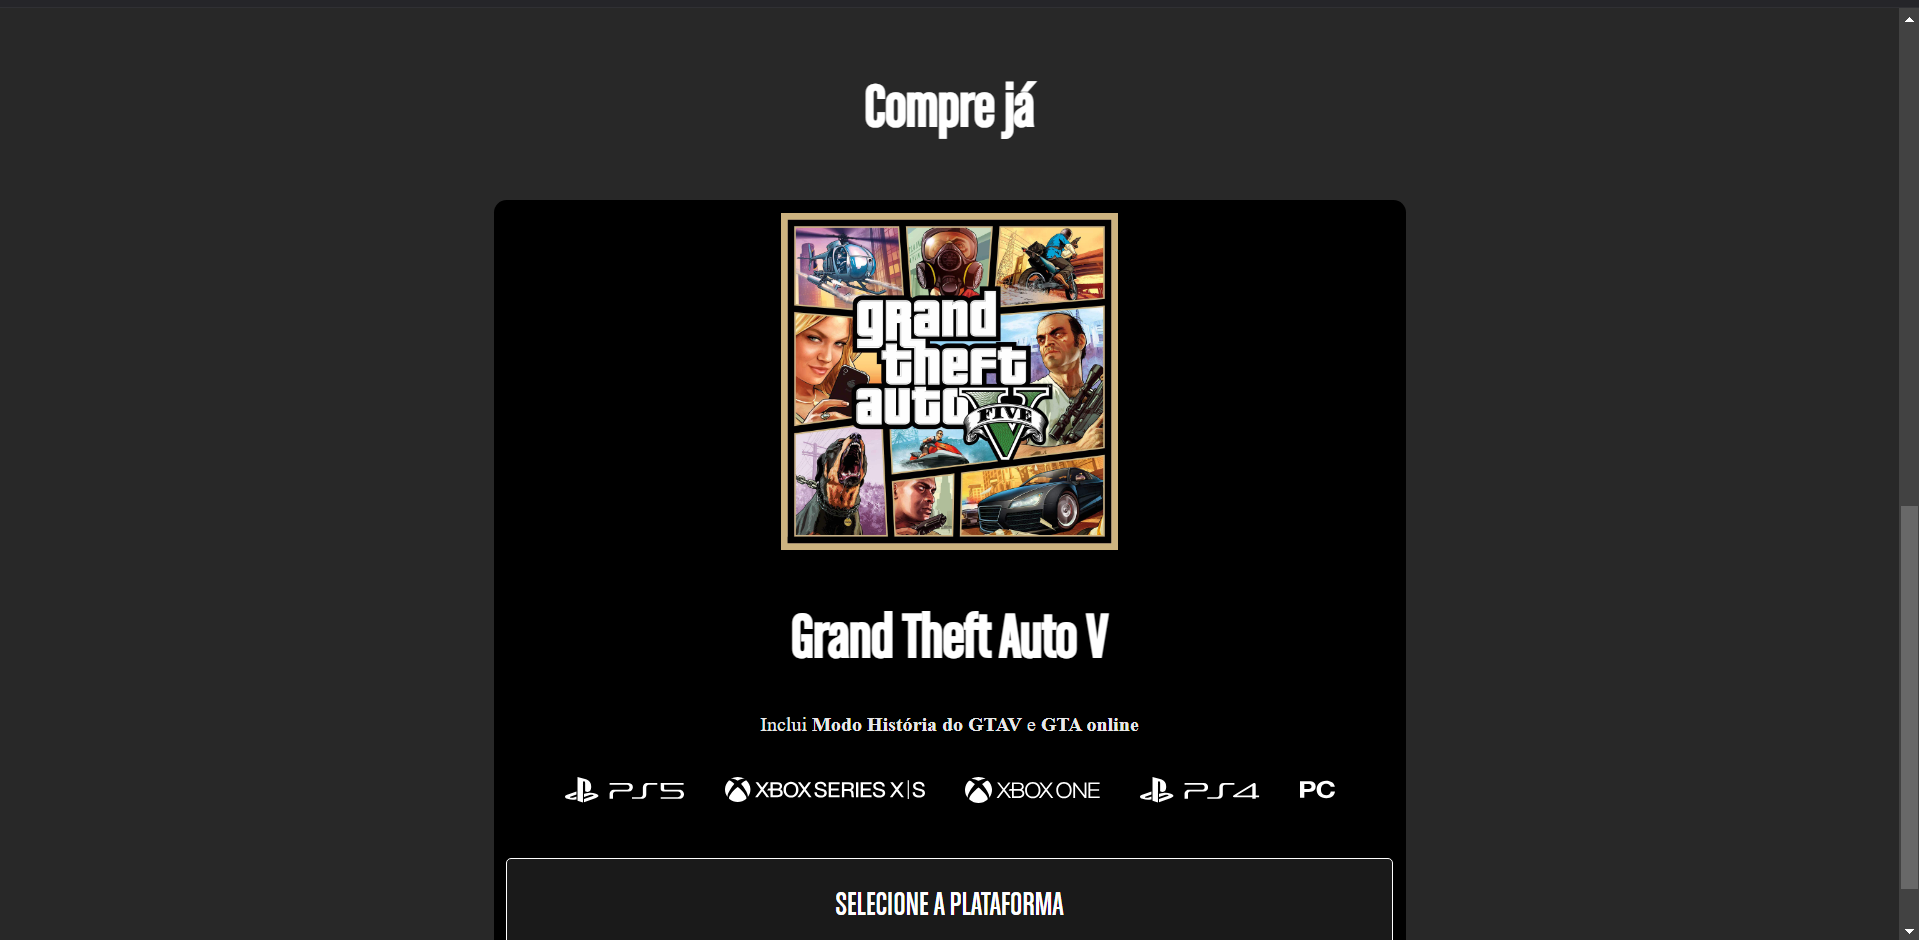 Compre já
grand
theft
auto V
FIVE
Grand Theft Auto V
Inclui Modo História do GTAV e GTA online
PS5 XBOX SERIES X|S XBOX ONE PS4 PC
SELECIONE A PLATAFORMA